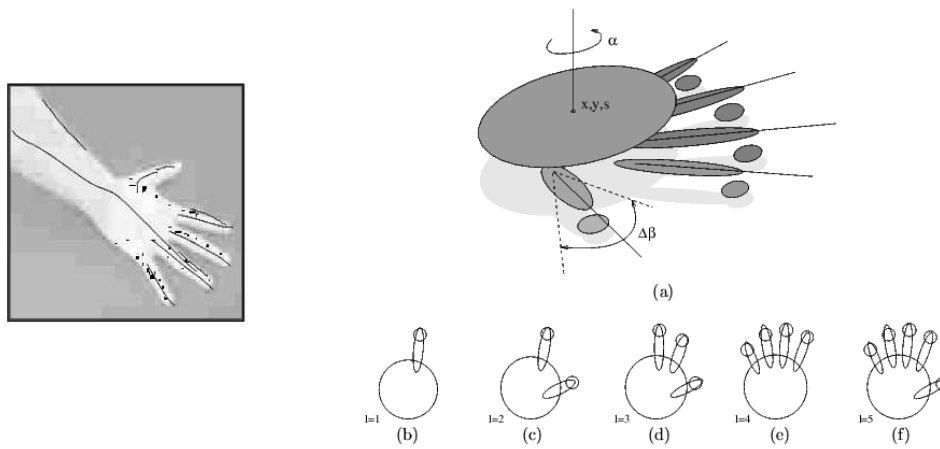 α
x,y,s
Δβ
(a)
l=1
l=2
l=3
l=4
l=5
(b)
(c)
(d)
(e)
(f)